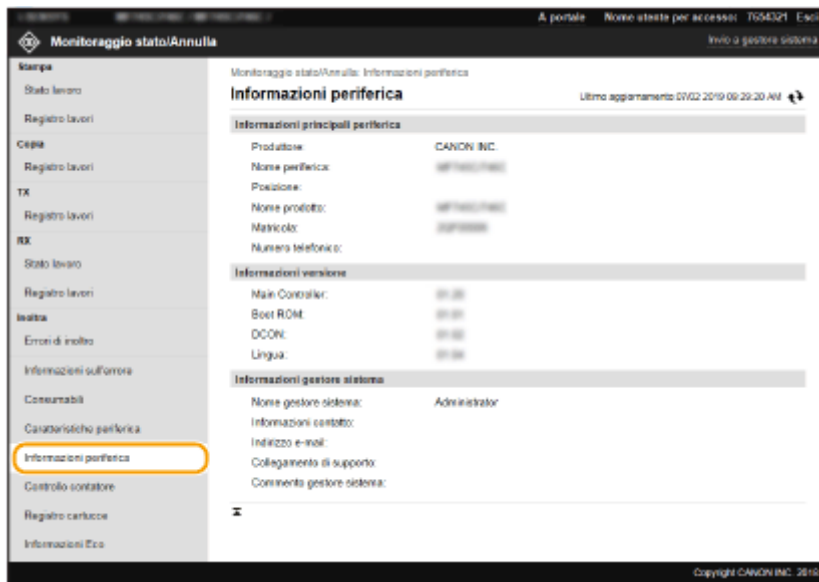 A portale Nome utente per accesso: 7654321 Esci
Monitoraggio stato/Annulla
Invio a gestore sistema
Stampa
Stato lavoro
Registro lavori
Copia
Registro lavori
TX
Registro lavori
RX
Stato lavoro
Registro lavori
Inoltra
Errori di inoltro
Informazioni sull'errore
Consumabili
Caratteristiche periferica
Informazioni periferica
Controllo contatore
Registro cartucce
Informazioni Eco
Monitoraggio stato/Annulla: Informazioni periferica
Informazioni periferica
Ultimo aggiornamento 07/02 2019 09:29:20 AM
Informazioni principali periferica
Produttore: CANON INC.
Nome periferica:
Posizione:
Nome prodotto:
Matricola:
Numero telefonico:
Informazioni versione
Main Controller:
Boot ROM:
DCON:
Lingua:
Informazioni gestore sistema
Nome gestore sistema: Administrator
Informazioni contatto:
Indirizzo e-mail:
Collegamento di supporto:
Commento gestore sistema:
Copyright CANON INC. 2018